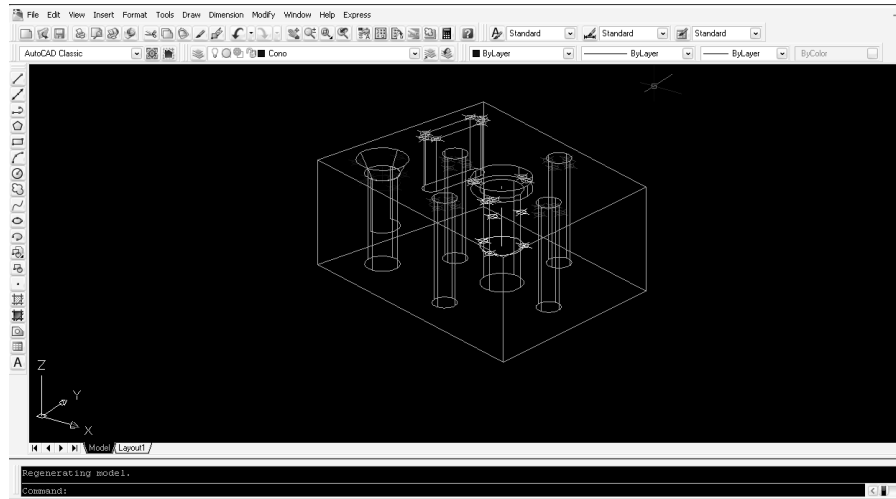 File Edit View Insert Format Tools Draw Dimension Modify Window Help Express
Standard Standard Standard
AutoCAD Classic Cono ByLayer ByLayer ByLayer ByColor
A
Z
Y
X
Model Layout1
Regenerating model.
Command: